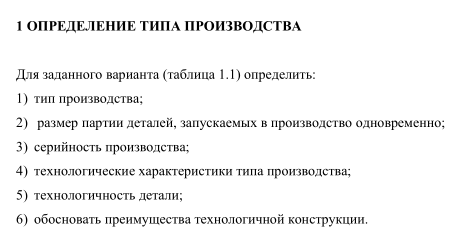 1 ОПРЕДЕЛЕНИЕ ТИПА ПРОИЗВОДСТВА
Для заданного варианта (таблица 1.1) определить:
1) тип производства;
2) размер партии деталей, запускаемых в производство одновременно;
3) серийность производства;
4) технологические характеристики типа производства;
5) технологичность детали;
6) обосновать преимущества технологичной конструкции.